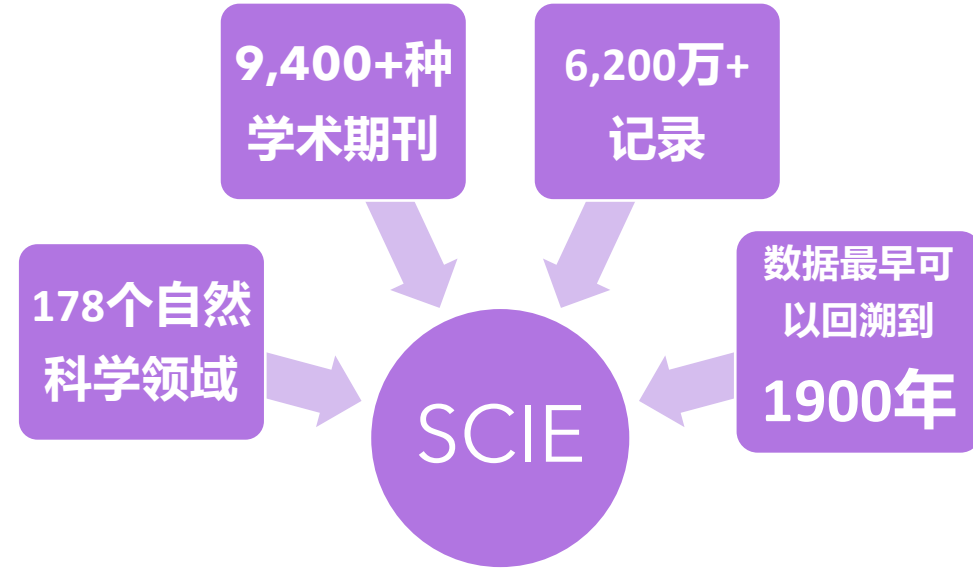 9,400+种
学术期刊
6,200万+
记录
178个自然
科学领域
数据最早可
以回溯到
1900年
SCIE